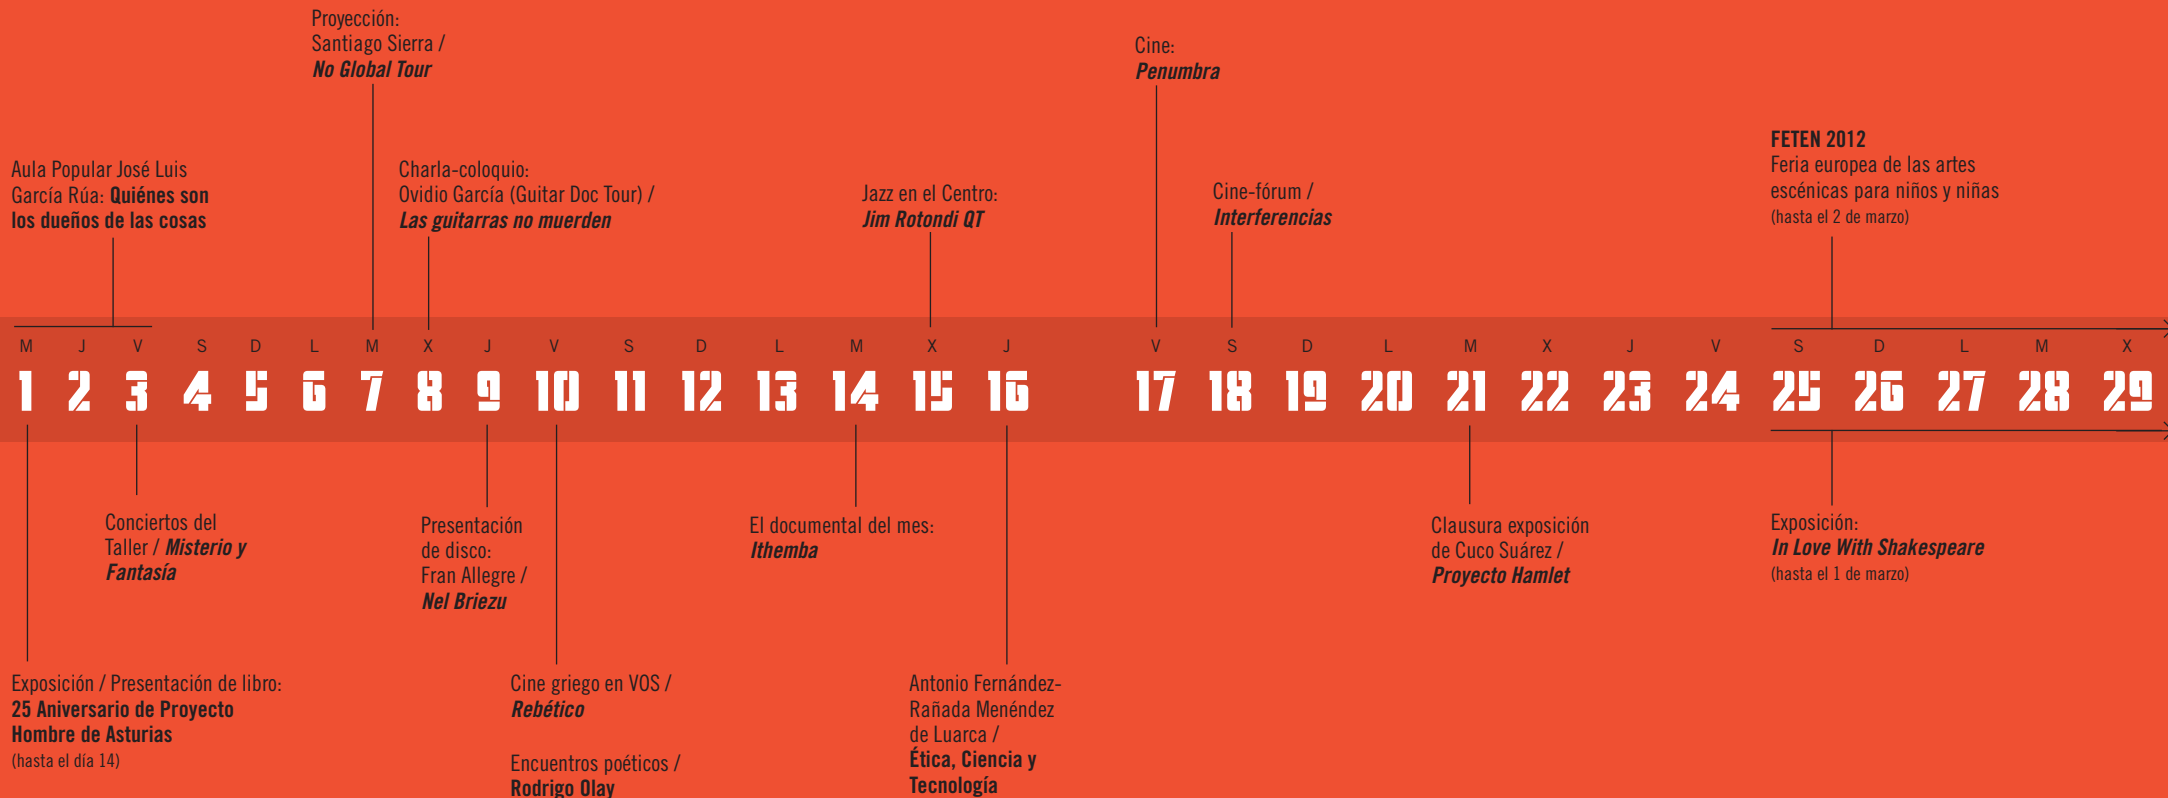 Proyección:
Santiago Sierra /
No Global Tour
Cine:
Penumbra
Aula Popular José Luis
García Rúa: Quiénes son
los dueños de las cosas
Charla-coloquio:
Ovidio García (Guitar Doc Tour) /
Las guitarras no muerden
Jazz en el Centro:
Jim Rotondi QT
Cine-fórum /
Interferencias
FETEN 2012
Feria europea de las artes
escénicas para niños y niñas
(hasta el 2 de marzo)
M J V S D L M X J V S D L M X J V S D L M X J V S D L M X
1 2 3 4 5 6 7 8 9 10 11 12 13 14 15 16 17 18 19 20 21 22 23 24 25 26 27 28 29
Conciertos del
Taller / Misterio y
Fantasía
Presentación
de disco:
Fran Allegre /
Nel Briezu
El documental del mes:
Ithemba
Clausura exposición
de Cuco Suárez /
Proyecto Hamlet
Exposición:
In Love With Shakespeare
(hasta el 1 de marzo)
Exposición / Presentación de libro:
25 Aniversario de Proyecto
Hombre de Asturias
(hasta el día 14)
Cine griego en VOS /
Rebético
Encuentros poéticos /
Rodrigo Olay
Antonio Fernández-
Rañada Menéndez
de Luarca /
Ética, Ciencia y
Tecnología